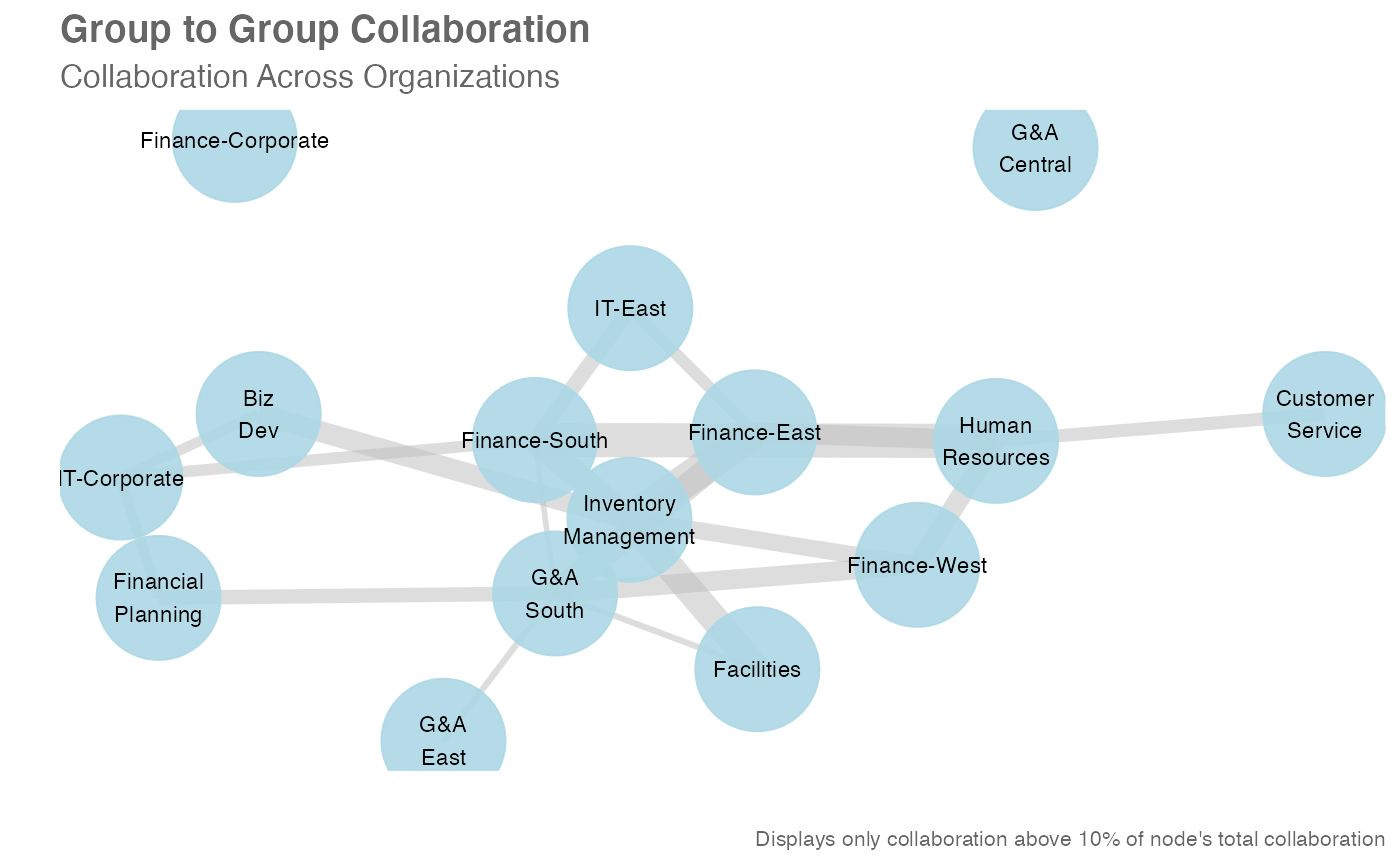 Group to Group Collaboration
Collaboration Across Organizations
Finance-Corporate
G&A
Central
IT-East
Biz
Dev
Customer
Service
Finance-South
Finance-East
Human
Resources
IT-Corporate
Inventory
Management
Finance-West
Financial
Planning
G&A
South
Facilities
G&A
East
Displays only collaboration above 10% of node's total collaboration